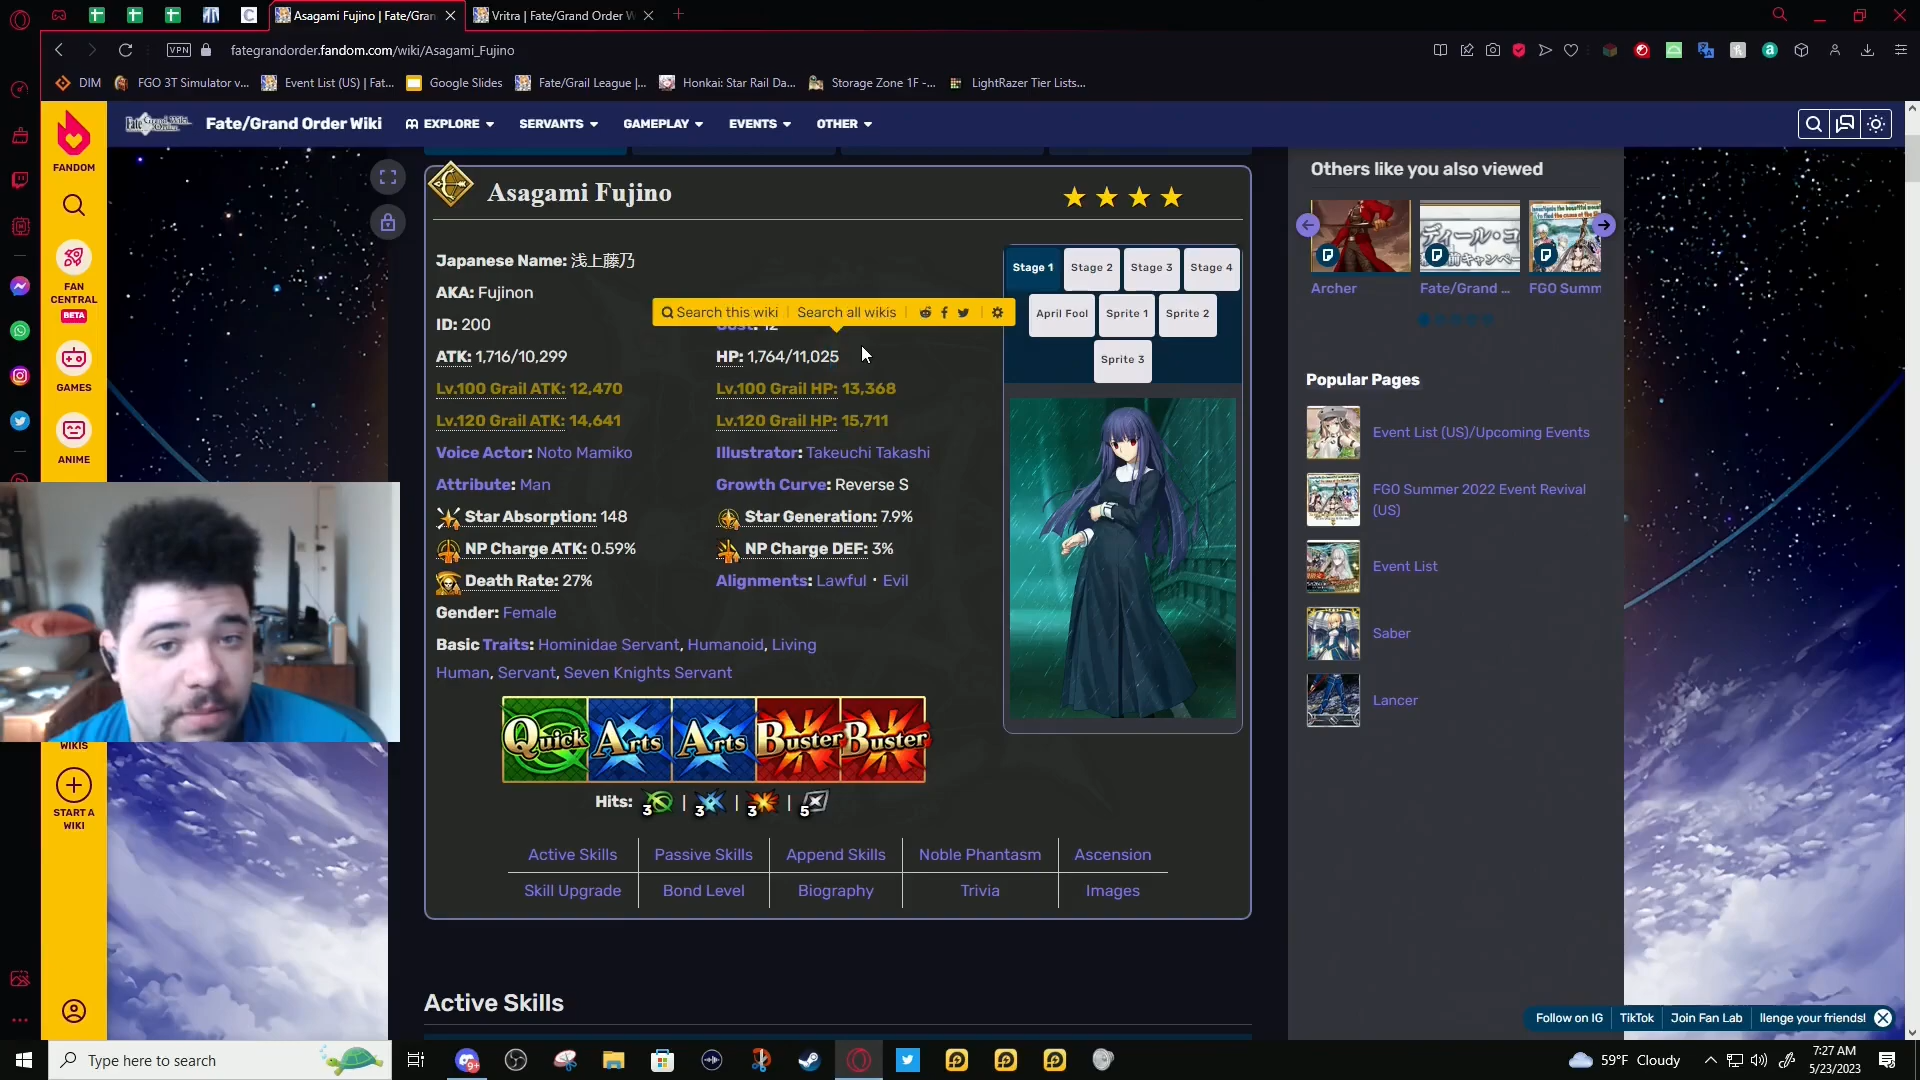 Asagami Fujino | Fate/Gran
Vritra | Fate/Grand Order W
VPN
fategrandorder.fandom.com/wiki/Asagami_Fujino
DIM
FGO 3T Simulator v...
Event List (US) | Fat...
Google Slides
Fate/Grail League |...
Honkai: Star Rail Da...
Storage Zone 1F -...
LightRazer Tier Lists...
FANDOM
FAN CENTRAL
BETA
GAMES
ANIME
WIKIS
START A WIKI
Fate/Grand Order Wiki
EXPLORE
SERVANTS
GAMEPLAY
EVENTS
OTHER
Asagami Fujino
Japanese Name: 浅上藤乃
AKA: Fujinon
Search this wiki
Search all wikis
ID: 200
Cost: 12
ATK: 1,716/10,299
HP: 1,764/11,025
Lv.100 Grail ATK: 12,470
Lv.100 Grail HP: 13,368
Lv.120 Grail ATK: 14,641
Lv.120 Grail HP: 15,711
Voice Actor: Noto Mamiko
Illustrator: Takeuchi Takashi
Attribute: Man
Growth Curve: Reverse S
Star Absorption: 148
Star Generation: 7.9%
NP Charge ATK: 0.59%
NP Charge DEF: 3%
Death Rate: 27%
Alignments: Lawful・Evil
Gender: Female
Basic Traits: Hominidae Servant, Humanoid, Living
Human, Servant, Seven Knights Servant
Quick Arts Arts Buster Buster
Hits: 3 | 3 | 3 | 5
Active Skills
Passive Skills
Append Skills
Noble Phantasm
Ascension
Skill Upgrade
Bond Level
Biography
Trivia
Images
Active Skills
Stage 1
Stage 2
Stage 3
Stage 4
April Fool
Sprite 1
Sprite 2
Sprite 3
Others like you also viewed
Archer
Fate/Grand ...
FGO Summ
Popular Pages
Event List (US)/Upcoming Events
FGO Summer 2022 Event Revival
(US)
Event List
Saber
Lancer
Follow on IG
TikTok
Join Fan Lab
llenge your friends!
Type here to search
9+
59°F Cloudy
7:27 AM
5/23/2023